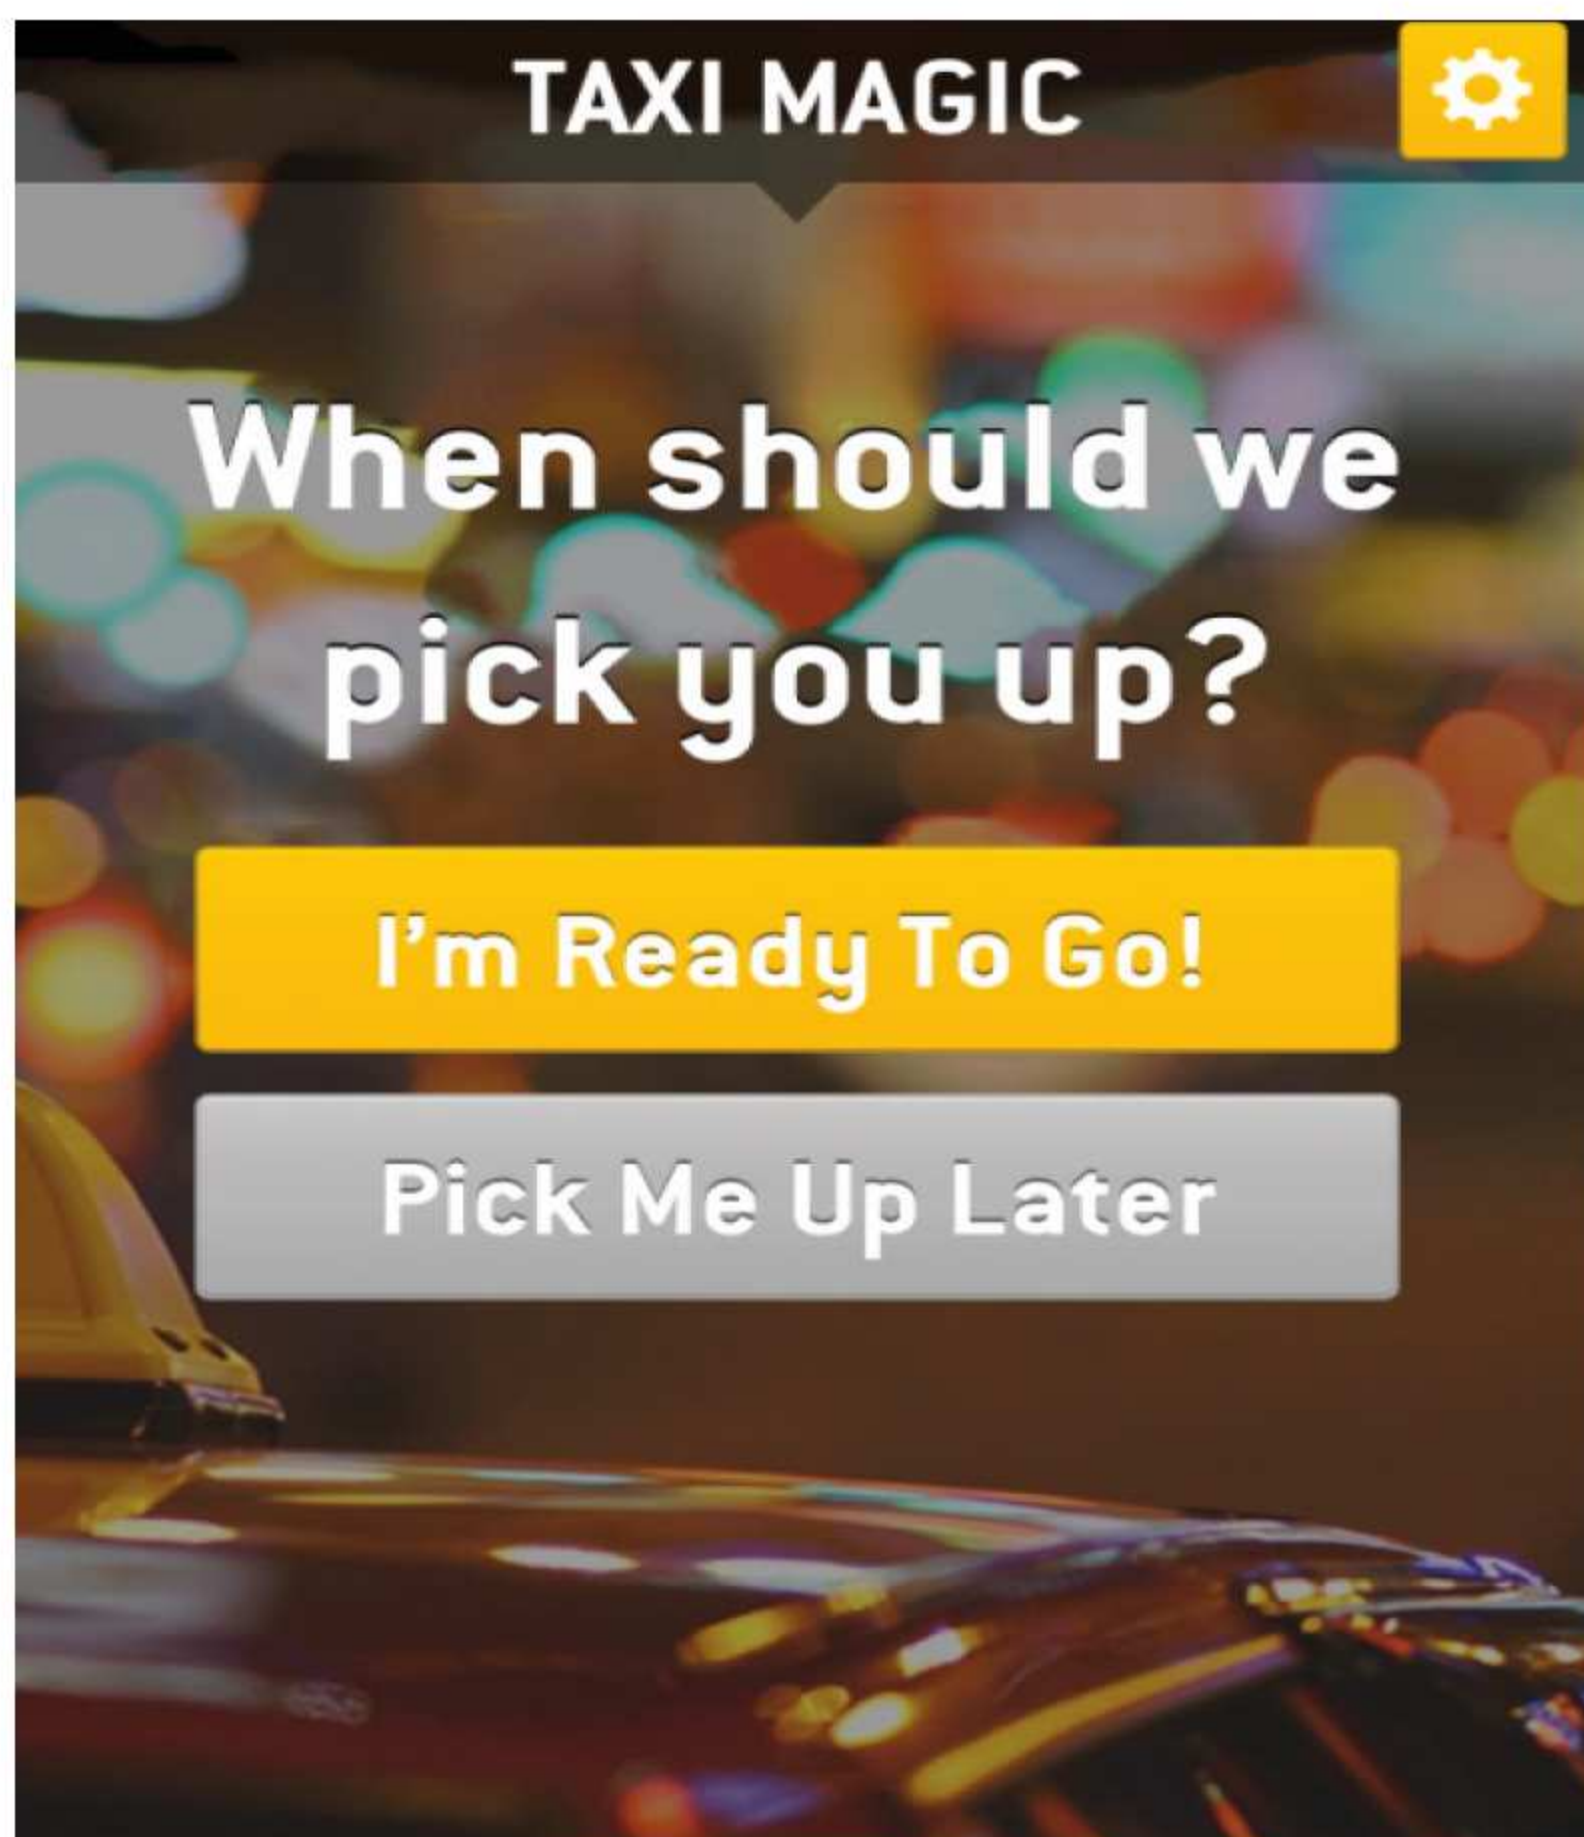 TAXI MAGIC
When should we
pick you up?
I'm Ready To Go!
Pick Me Up Later